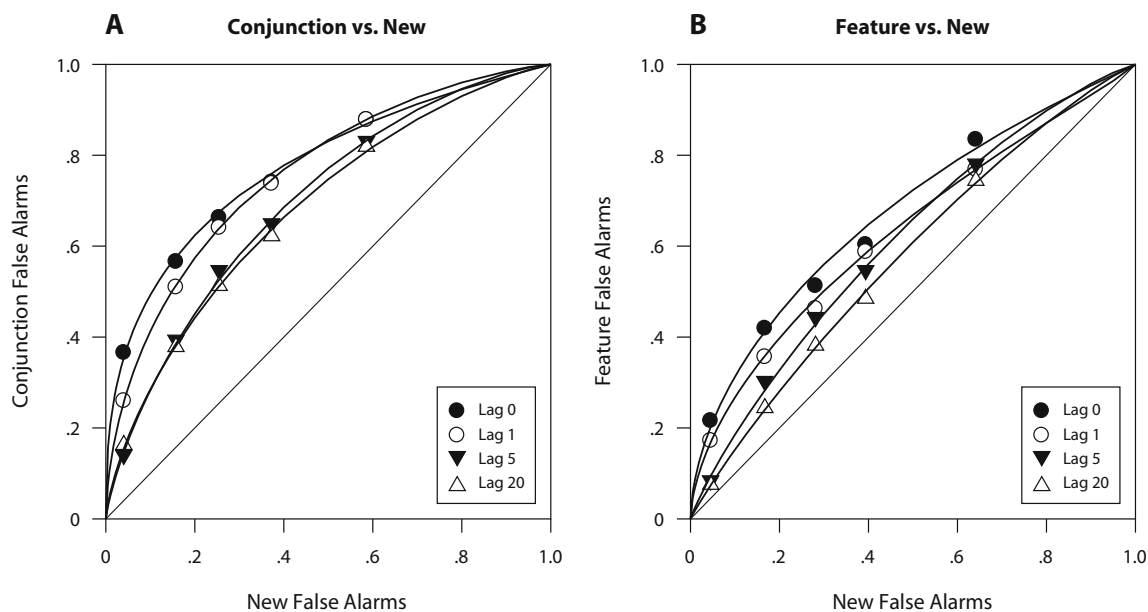 A
Conjunction vs. New
1.0
.8
.6
.4
.2
0
Conjunction False Alarms
Lag 0
Lag 1
Lag 5
Lag 20
0
.2
.4
.6
.8
1.0
New False Alarms
B
Feature vs. New
1.0
.8
.6
.4
.2
0
Feature False Alarms
Lag 0
Lag 1
Lag 5
Lag 20
0
.2
.4
.6
.8
1.0
New False Alarms